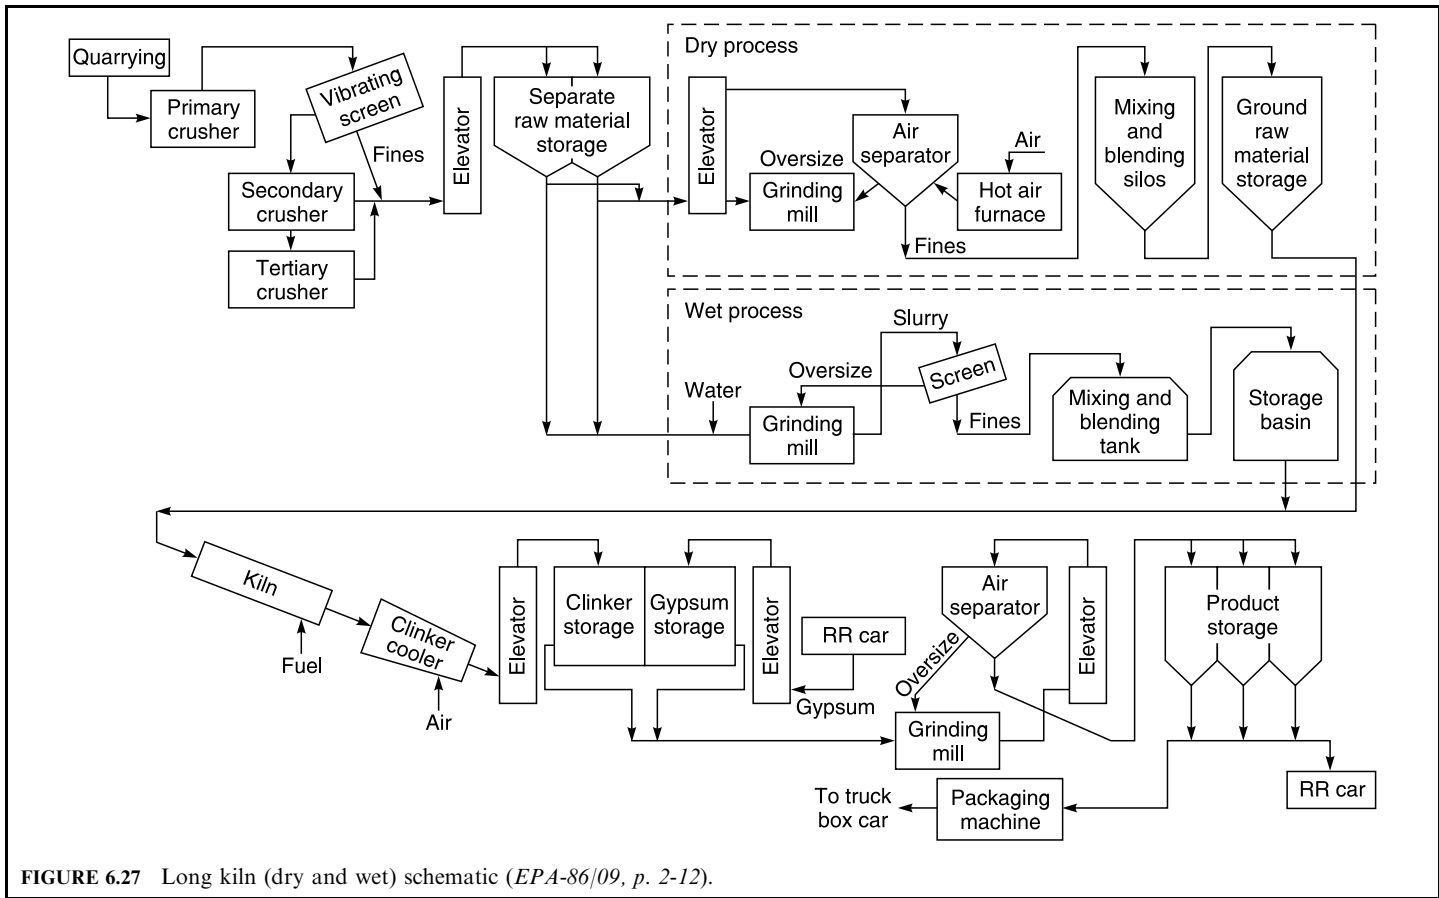 Quarrying
Primary
crusher
Vibrating
screen
Fines
Secondary
crusher
Tertiary
crusher
Elevator
Separate
raw material
storage
Dry process
Elevator
Air
separator
Oversize
Grinding
mill
Air
Hot air
furnace
Fines
Mixing
and
blending
silos
Ground
raw
material
storage
Wet process
Slurry
Screen
Oversize
Water
Grinding
mill
Fines
Mixing and
blending
tank
Storage
basin
Kiln
Fuel
Clinker
cooler
Air
Elevator
Clinker
storage
Gypsum
storage
Elevator
RR car
Gypsum
Air
separator
Oversize
Elevator
Grinding
mill
Product
storage
RR car
Packaging
machine
To truck
box car
FIGURE 6.27 Long kiln (dry and wet) schematic (EPA-86/09, p. 2-12).